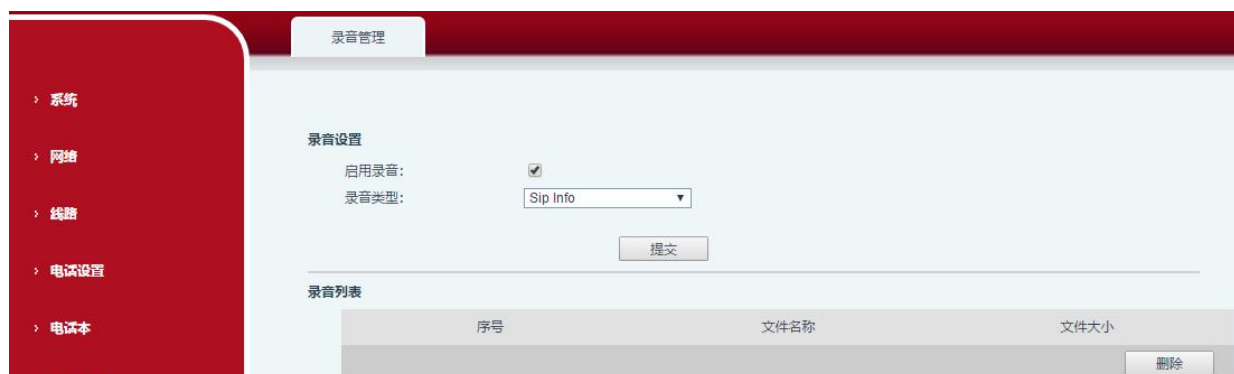 录音管理
› 系统
› 网络
› 线路
› 电话设置
› 电话本
录音设置
启用录音:
录音类型: Sip Info
提交
录音列表
序号 文件名称 文件大小
删除